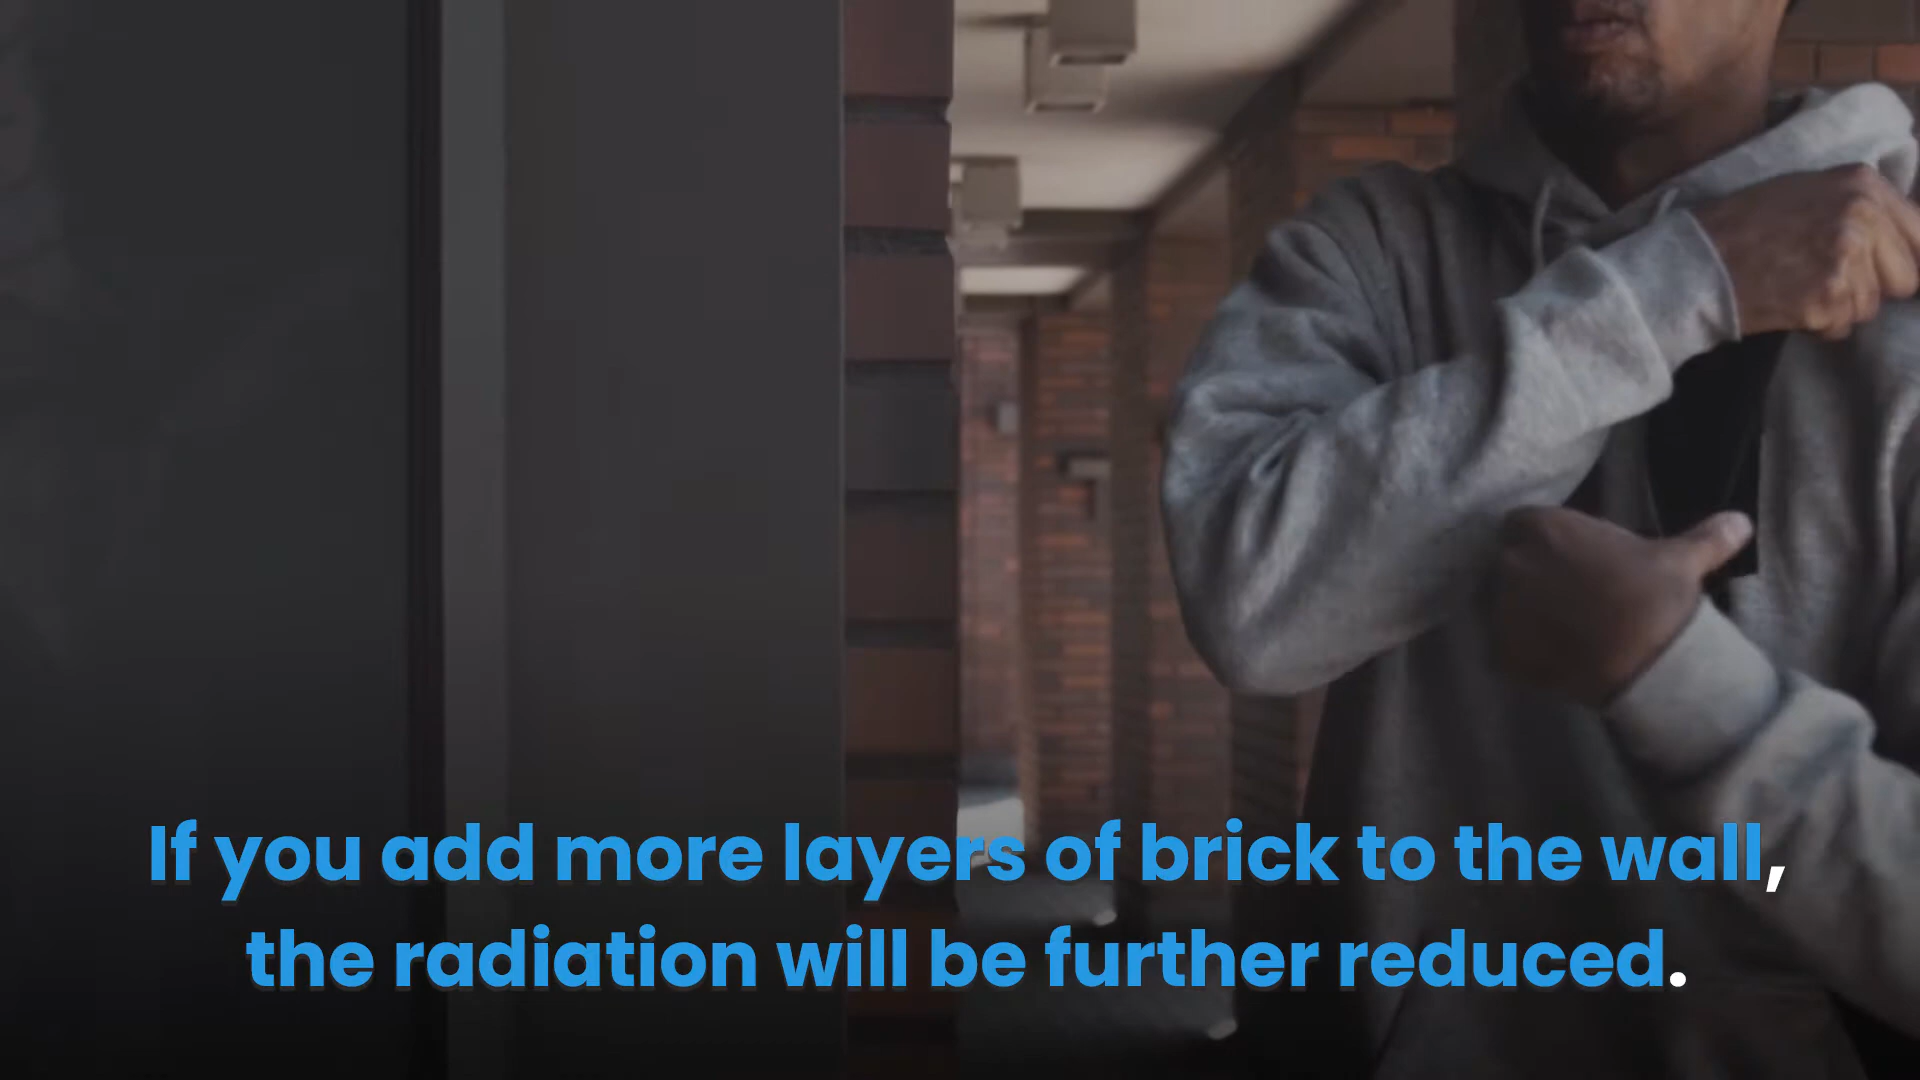 If you add more layers of brick to the wall,
the radiation will be further reduced.